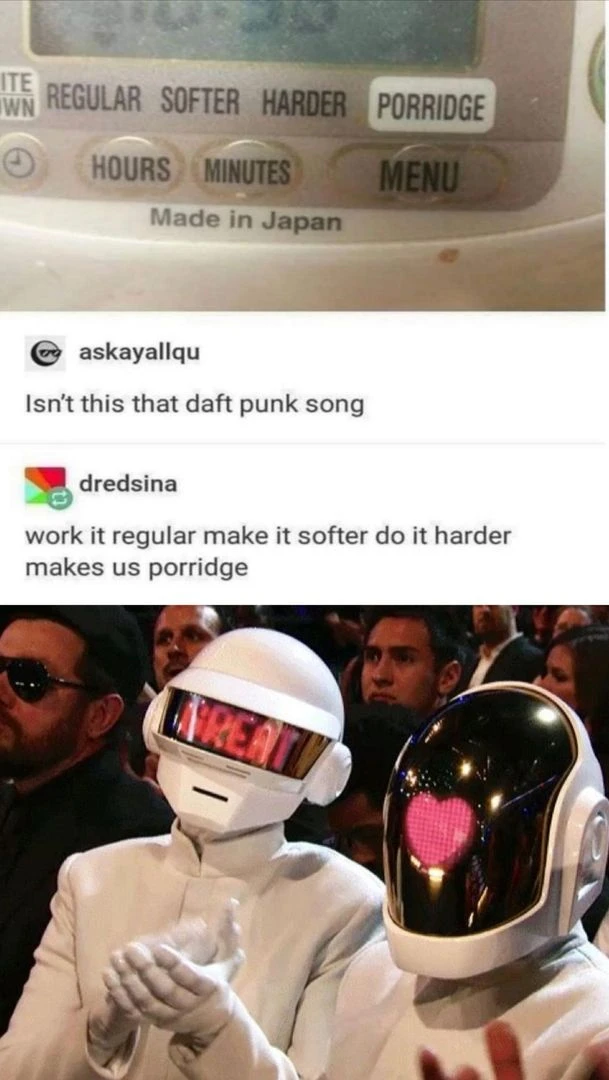 ITE
WN REGULAR SOFTER HARDER PORRIDGE
HOURS MINUTES MENU
Made in Japan
askayallqu
Isn't this that daft punk song
dredsina
work it regular make it softer do it harder
makes us porridge
GREAT